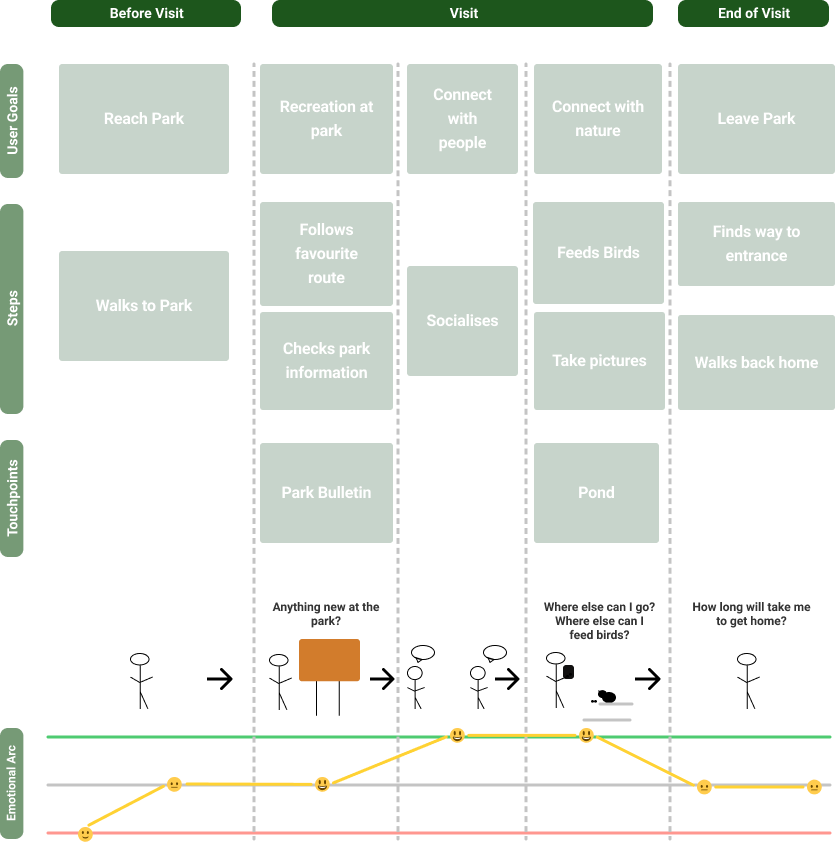 Before Visit
Visit
End of Visit
User Goals
Reach Park
Recreation at
park
Connect
with
people
Connect with
nature
Leave Park
Steps
Walks to Park
Follows
favourite
route
Checks park
information
Socialises
Feeds Birds
Take pictures
Finds way to
entrance
Walks back home
Touchpoints
Park Bulletin
Pond
Anything new at the
park?
Where else can I go?
Where else can I
feed birds?
How long will take me
to get home?
Emotional Arc